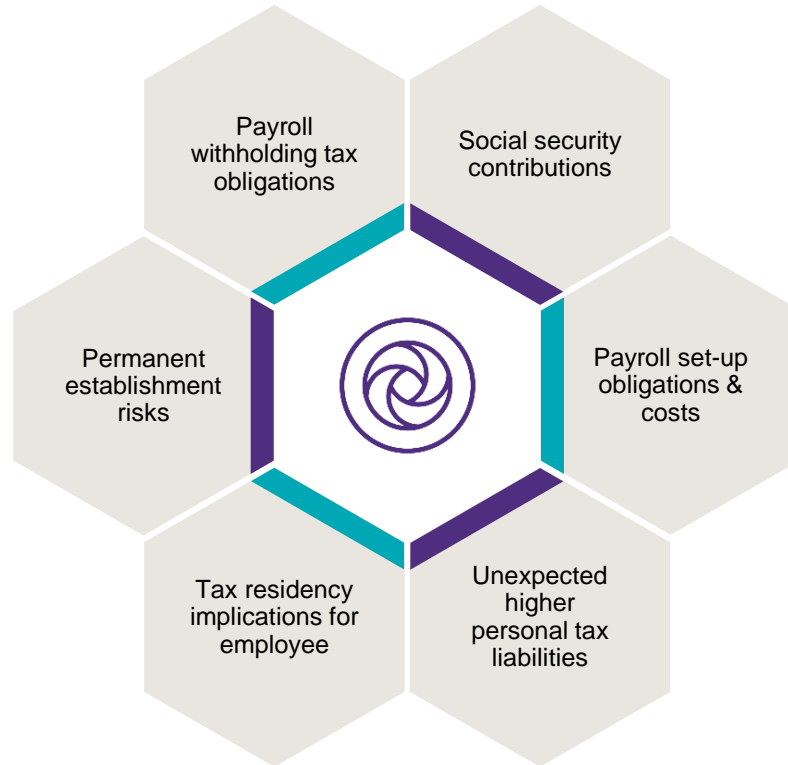 Payroll
withholding tax
obligations
Social security
contributions
Permanent
establishment
risks
Payroll set-up
obligations &
costs
Tax residency
implications for
employee
Unexpected
higher
personal tax
liabilities